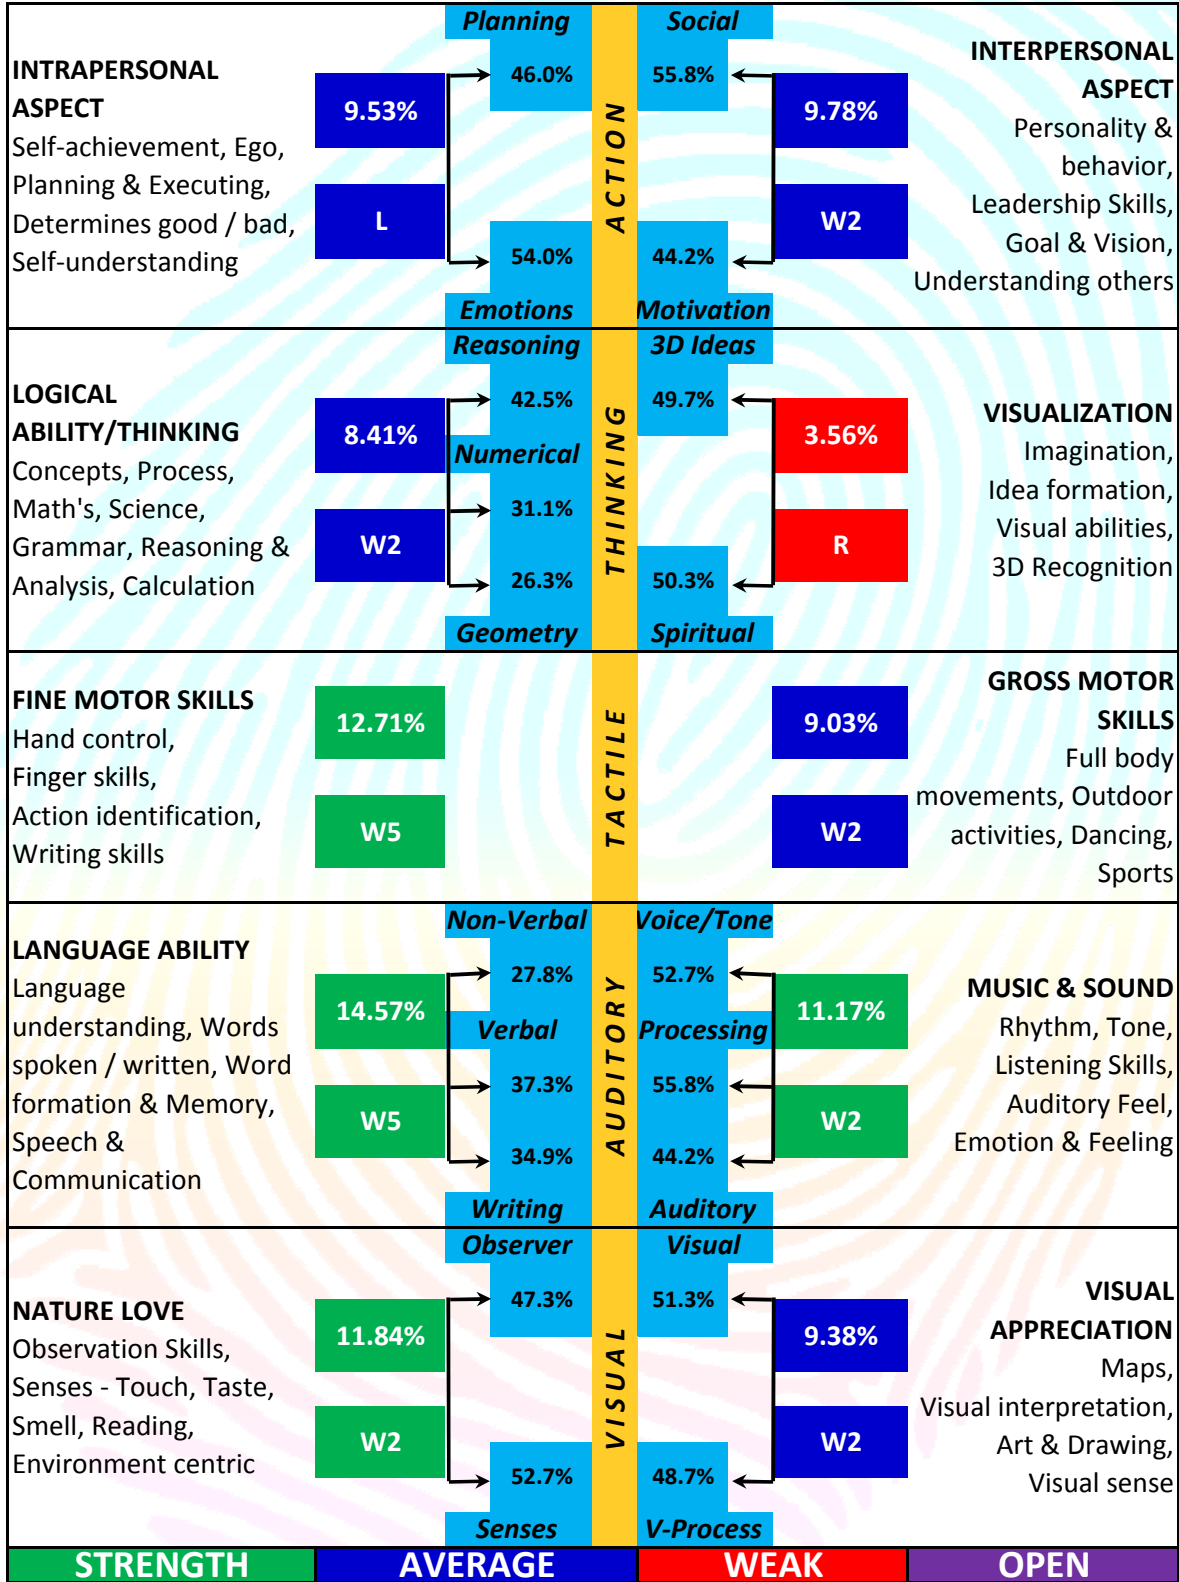 Planning
Social
INTRAPERSONAL
ASPECT
Self-achievement, Ego,
Planning & Executing,
Determines good / bad,
Self-understanding
9.53%
L
46.0%
54.0%
Emotions
ACTION
55.8%
44.2%
Motivation
9.78%
W2
INTERPERSONAL
ASPECT
Personality &
behavior,
Leadership Skills,
Goal & Vision,
Understanding others
Reasoning
3D Ideas
LOGICAL
ABILITY/THINKING
Concepts, Process,
Math's, Science,
Grammar, Reasoning &
Analysis, Calculation
8.41%
W2
42.5%
Numerical
31.1%
26.3%
Geometry
THINKING
49.7%
50.3%
Spiritual
3.56%
R
VISUALIZATION
Imagination,
Idea formation,
Visual abilities,
3D Recognition
FINE MOTOR SKILLS
Hand control,
Finger skills,
Action identification,
Writing skills
12.71%
W5
TACTILE
9.03%
W2
GROSS MOTOR
SKILLS
Full body
movements, Outdoor
activities, Dancing,
Sports
Non-Verbal
Voice/Tone
LANGUAGE ABILITY
Language
understanding, Words
spoken / written, Word
formation & Memory,
Speech &
Communication
14.57%
W5
27.8%
Verbal
37.3%
34.9%
Writing
AUDITORY
52.7%
Processing
55.8%
44.2%
Auditory
11.17%
W2
MUSIC & SOUND
Rhythm, Tone,
Listening Skills,
Auditory Feel,
Emotion & Feeling
Observer
Visual
NATURE LOVE
Observation Skills,
Senses - Touch, Taste,
Smell, Reading,
Environment centric
11.84%
W2
47.3%
52.7%
Senses
VISUAL
51.3%
48.7%
V-Process
9.38%
W2
VISUAL
APPRECIATION
Maps,
Visual interpretation,
Art & Drawing,
Visual sense
STRENGTH
AVERAGE
WEAK
OPEN